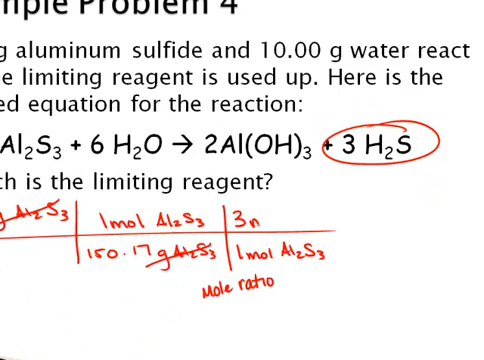 mple Problem 4
g aluminum sulfide and 10.00 g water react
e limiting reagent is used up. Here is the
ed equation for the reaction:
Al₂S₃ + 6 H₂O → 2Al(OH)₃ + 3 H₂S
ch is the limiting reagent?
g Al₂S₃ 1mol Al₂S₃ 3n
150.17 g Al₂S₃ 1mol Al₂S₃
Mole ratio